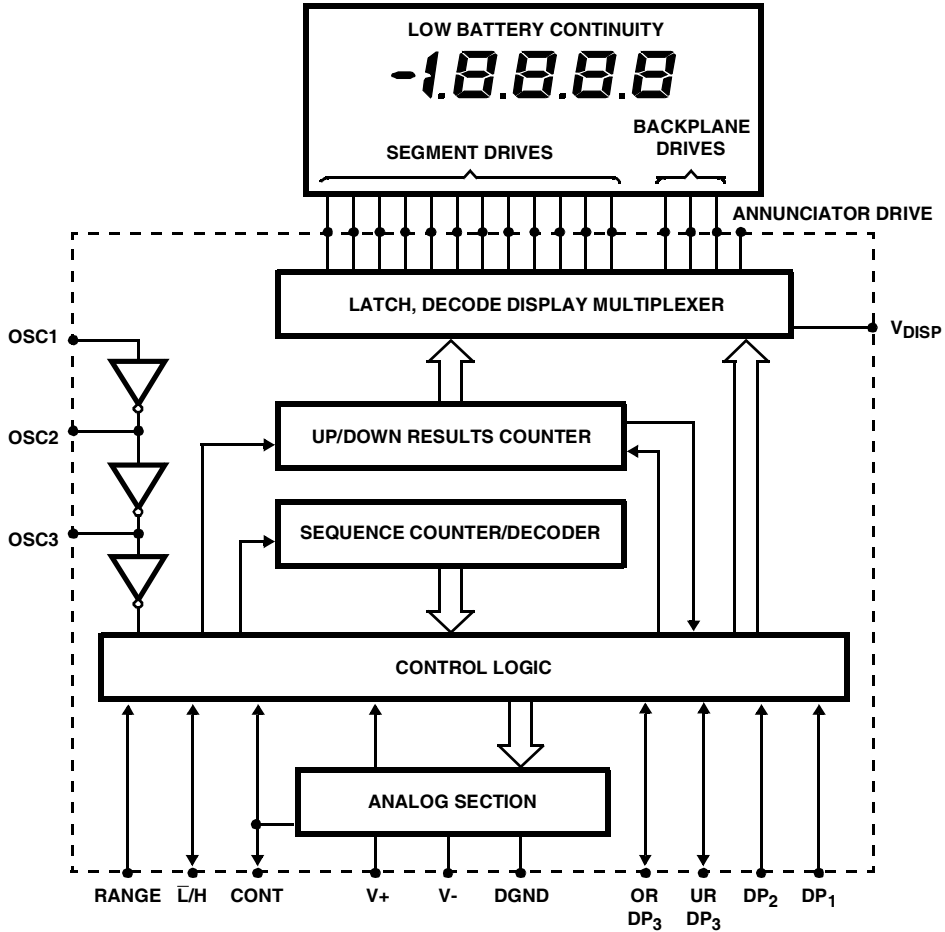 LOW BATTERY CONTINUITY
-1.8.8.8.8
BACKPLANE
DRIVES
SEGMENT DRIVES
ANNUNCIATOR DRIVE
LATCH, DECODE DISPLAY MULTIPLEXER
OSC1
VDISP
OSC2
UP/DOWN RESULTS COUNTER
OSC3
SEQUENCE COUNTER/DECODER
CONTROL LOGIC
ANALOG SECTION
RANGE
L̅/H
CONT
V+
V-
DGND
OR
DP3
UR
DP3
DP2
DP1